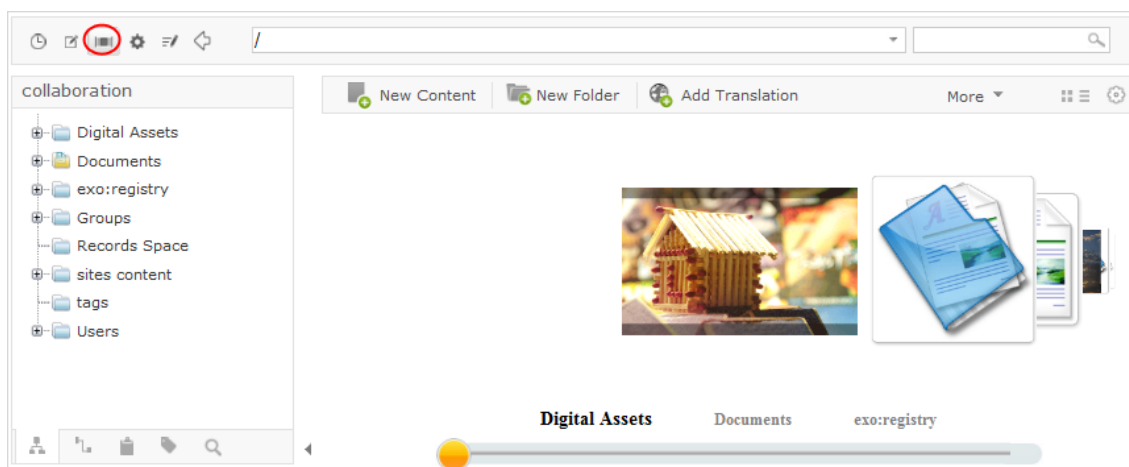 /
collaboration
New Content New Folder Add Translation More
Digital Assets
Documents
exo:registry
Groups
Records Space
sites content
tags
Users
Digital Assets Documents exo:registry